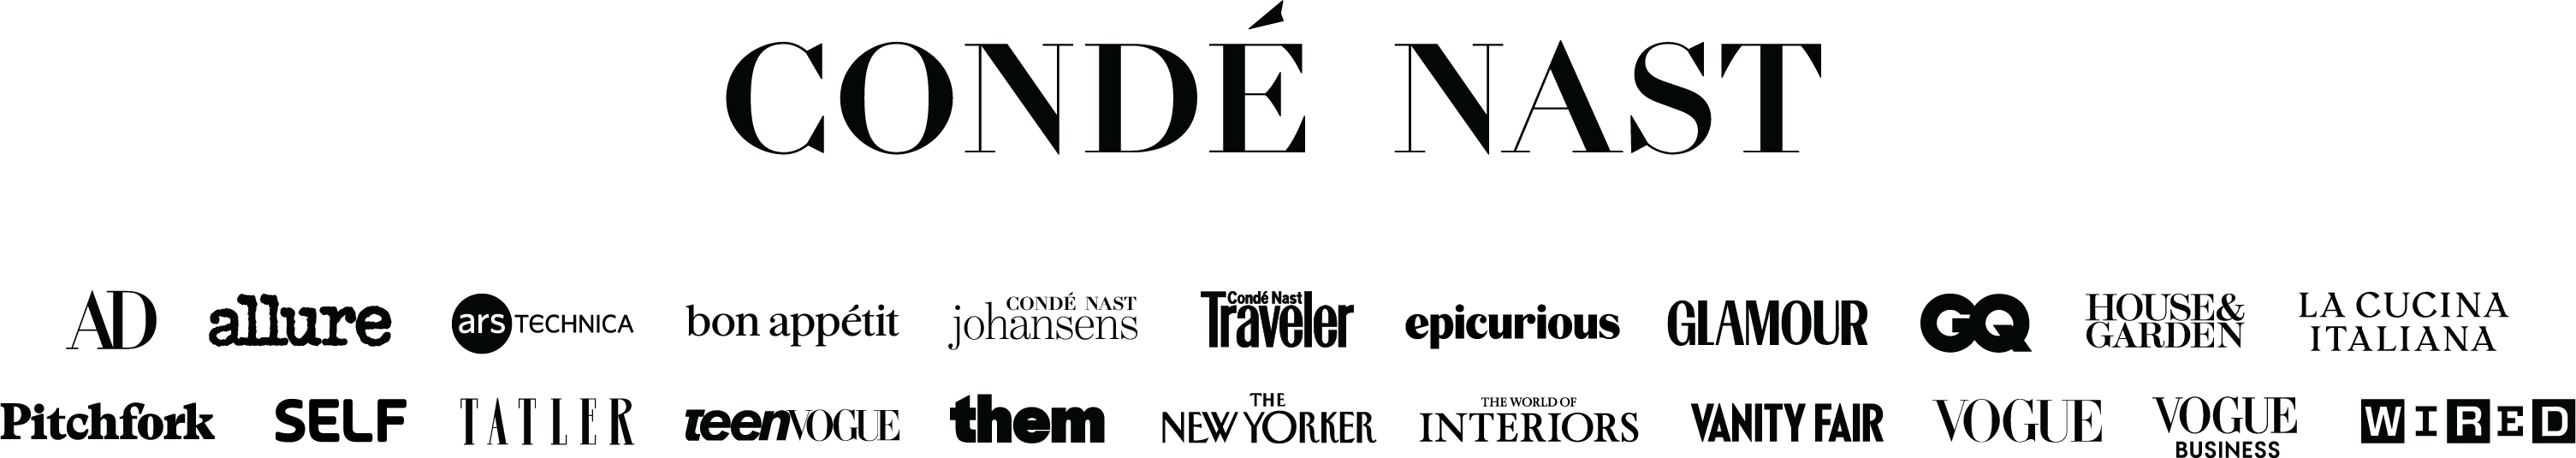 CONDÉ NAST
AD allure ars TECHNICA bon appétit CONDÉ NAST johansens Condé Nast Traveler epicurious GLAMOUR GQ HOUSE& GARDEN LA CUCINA ITALIANA
Pitchfork SELF TATLER teenVOGUE them THE NEW YORKER THE WORLD OF INTERIORS VANITY FAIR VOGUE VOGUE BUSINESS WIRED